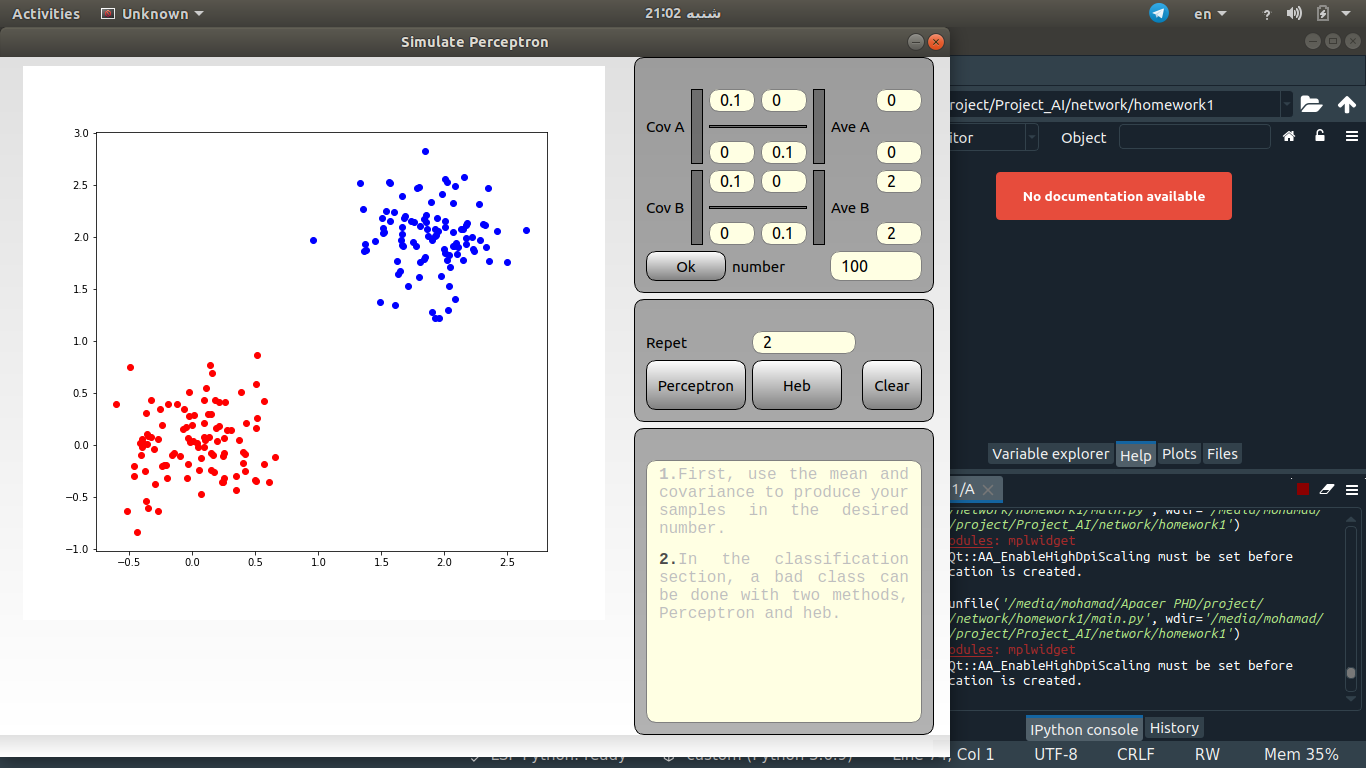 Activities Unknown 21:02 شنبه en ?
Simulate Perceptron
3.0
2.5
2.0
1.5
1.0
0.5
0.0
−0.5
−1.0
−0.5 0.0 0.5 1.0 1.5 2.0 2.5
0.1 0 0
Cov A Ave A
0 0.1 0
0.1 0 2
Cov B Ave B
0 0.1 2
Ok number 100
Repet 2
Perceptron Heb Clear
1.First, use the mean and
covariance to produce your
samples in the desired
number.
2.In the classification
section, a bad class can
be done with two methods,
Perceptron and heb.
roject/Project_AI/network/homework1
itor Object
No documentation available
Variable explorer Help Plots Files
1/A
/network/homework1/main.py', wdir='/media/mohamad/
/project/Project_AI/network/homework1')
odules: mplwidget
Qt::AA_EnableHighDpiScaling must be set before
cation is created.
unfile('/media/mohamad/Apacer PHD/project/
/network/homework1/main.py', wdir='/media/mohamad/
/project/Project_AI/network/homework1')
odules: mplwidget
Qt::AA_EnableHighDpiScaling must be set before
cation is created.
IPython console History
, Col 1 UTF-8 CRLF RW Mem 35%